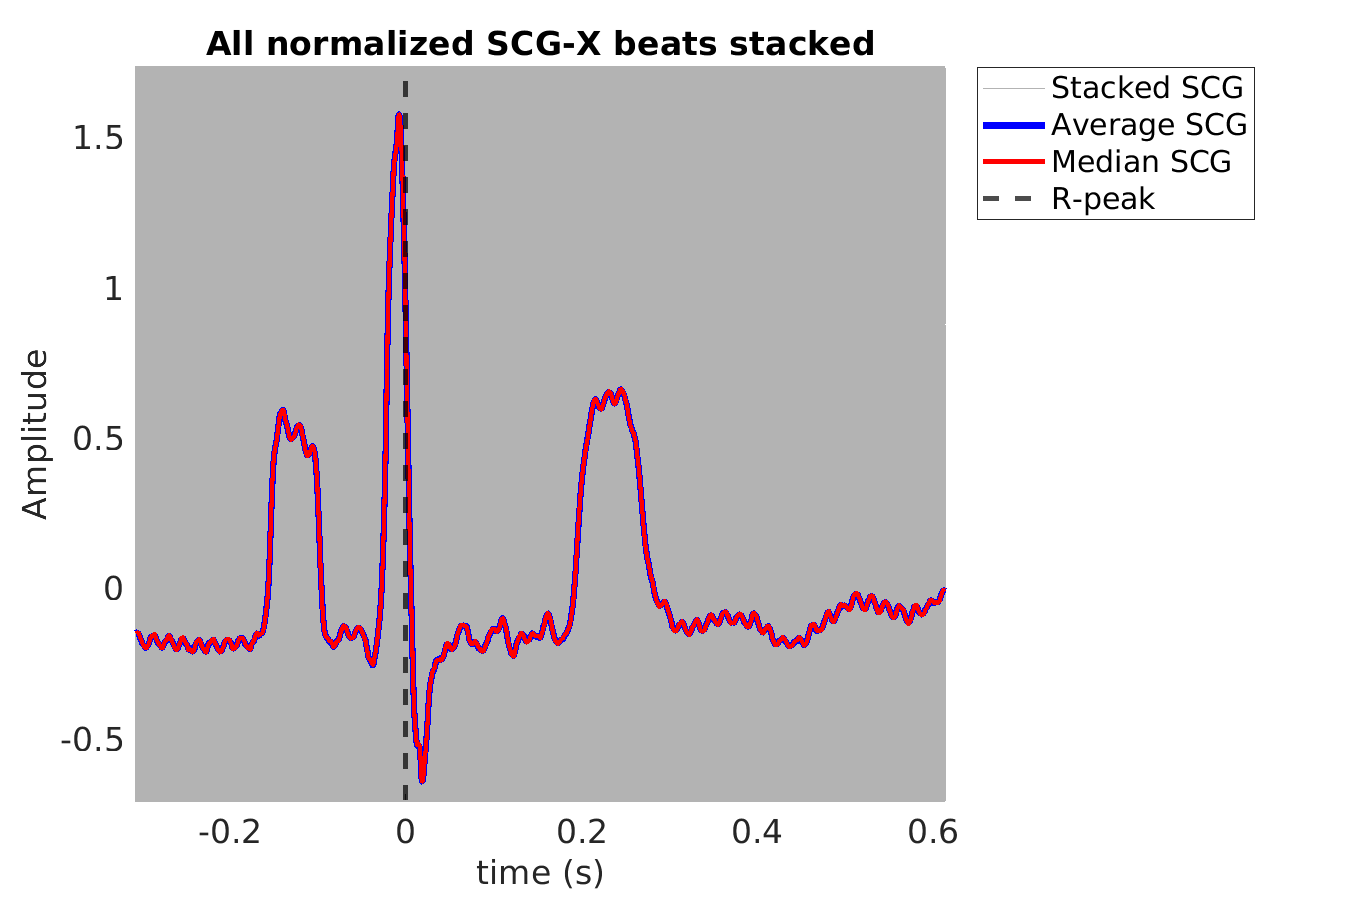 All normalized SCG-X beats stacked
Stacked SCG
Average SCG
Median SCG
R-peak
1.5
1
0.5
0
-0.5
Amplitude
-0.2
0
0.2
0.4
0.6
time (s)